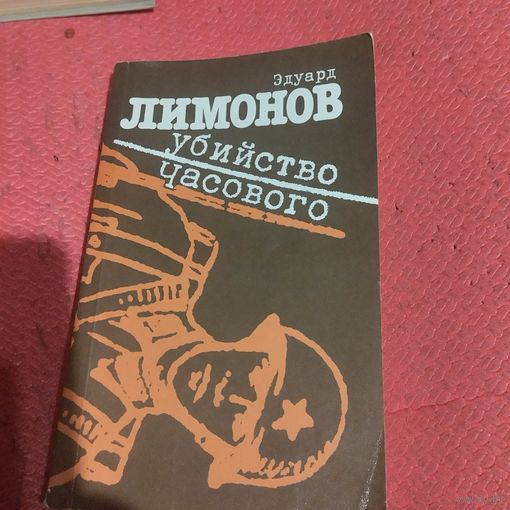 Эдуард
ЛИМОНОВ
убийство
часового